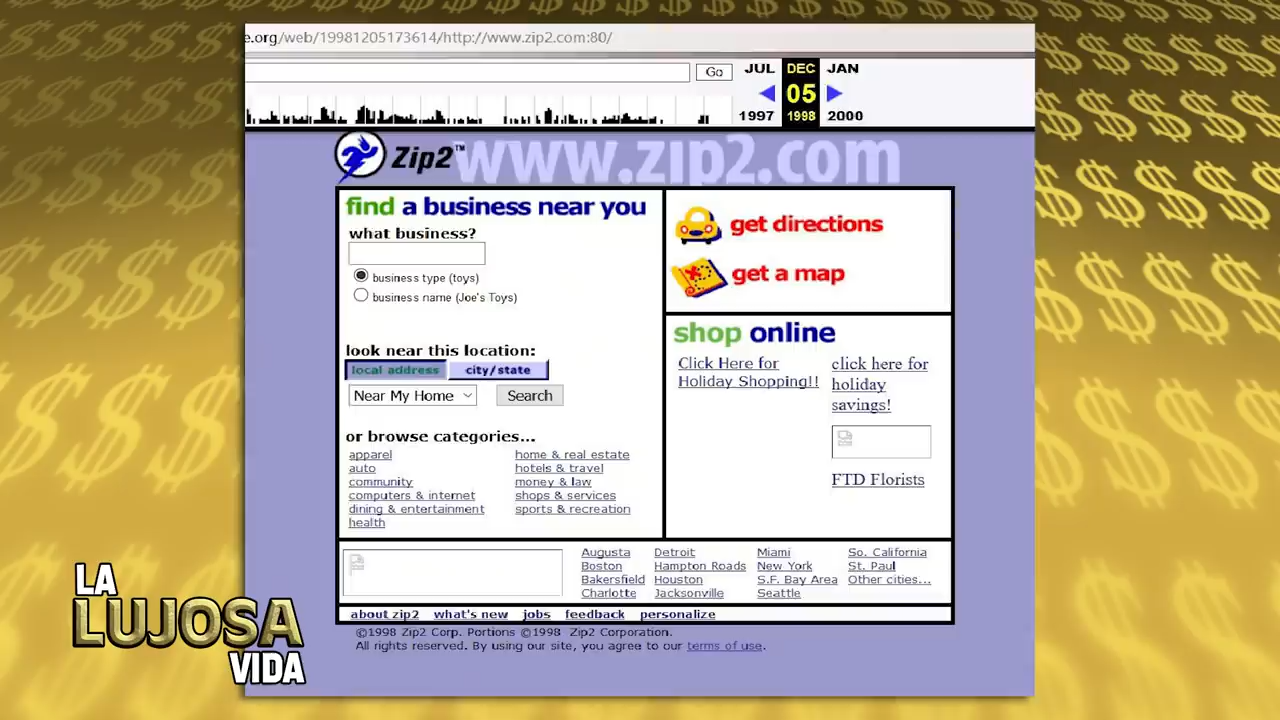 e.org/web/19981205173614/http://www.zip2.com:80/
Go
JUL
DEC
JAN
05
1997
1998
2000
Zip2™
www.zip2.com
find a business near you
what business?
business type (toys)
business name (Joe's Toys)
look near this location:
local address
city/state
Near My Home
Search
or browse categories...
apparel
auto
community
computers & internet
dining & entertainment
health
home & real estate
hotels & travel
money & law
shops & services
sports & recreation
get directions
get a map
shop online
Click Here for
Holiday Shopping!!
click here for
holiday
savings!
FTD Florists
Augusta
Boston
Bakersfield
Charlotte
Detroit
Hampton Roads
Houston
Jacksonville
Miami
New York
S.F. Bay Area
Seattle
So. California
St. Paul
Other cities...
about zip2 what's new jobs feedback personalize
©1998 Zip2 Corp. Portions ©1998 Zip2 Corporation.
All rights reserved. By using our site, you agree to our terms of use.
LA
LUJOSA
VIDA